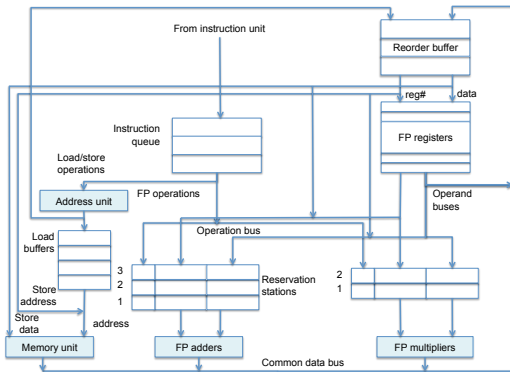 From instruction unit
Reorder buffer
reg#
data
Instruction
queue
FP registers
Load/store
operations
FP operations
Operand
buses
Address unit
Operation bus
Load
buffers
3
2
1
Reservation
stations
2
1
Store
address
Store
data
address
Memory unit
FP adders
FP multipliers
Common data bus